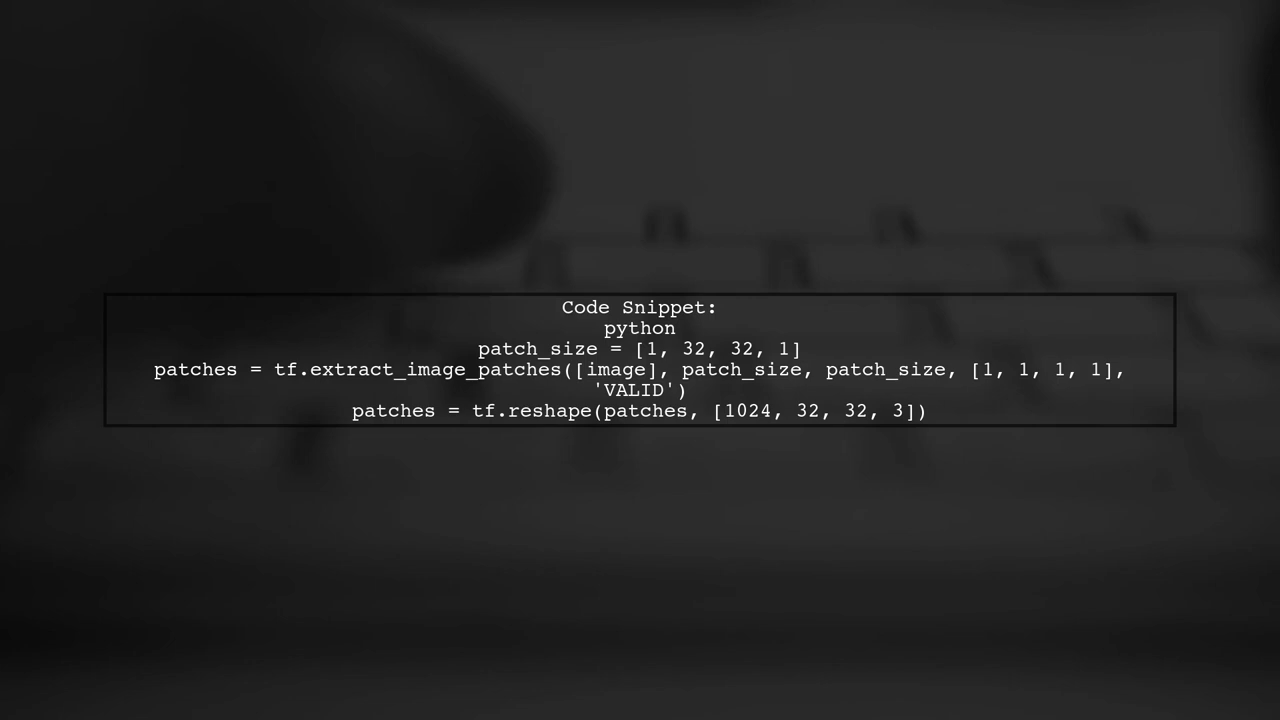 Code Snippet:
python
patch_size = [1, 32, 32, 1]
patches = tf.extract_image_patches([image], patch_size, patch_size, [1, 1, 1, 1],
'VALID')
patches = tf.reshape(patches, [1024, 32, 32, 3])